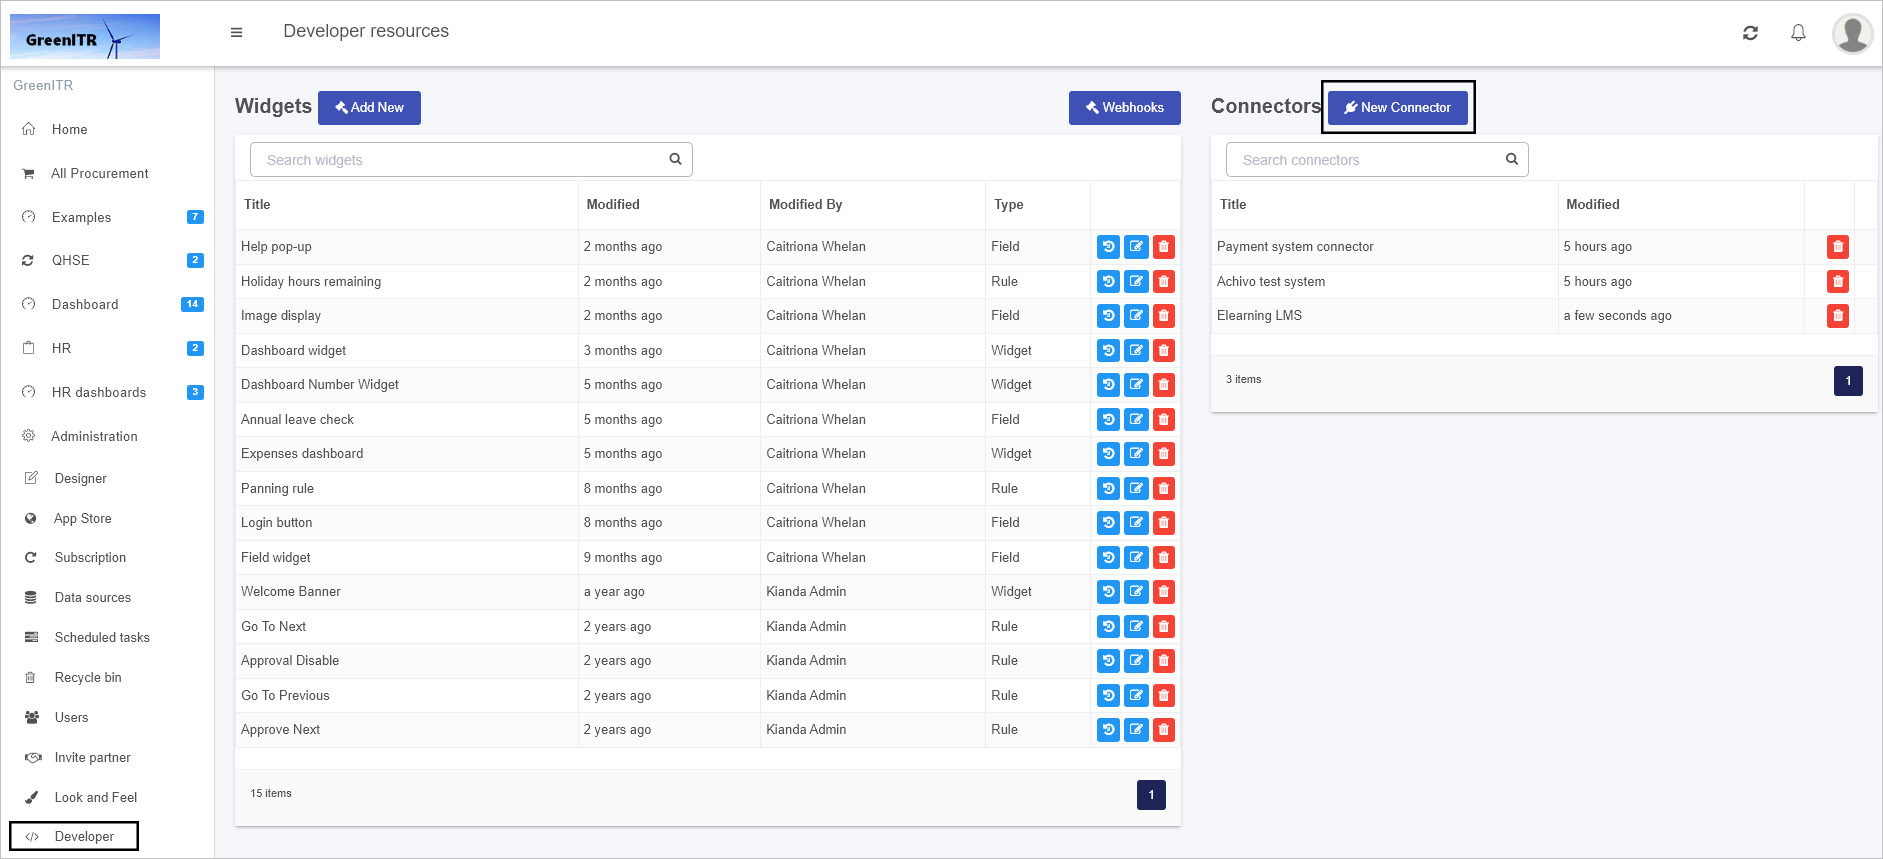 GreenITR
Developer resources
GreenITR
Home
All Procurement
Examples 7
QHSE 2
Dashboard 14
HR 2
HR dashboards 3
Administration
Designer
App Store
Subscription
Data sources
Scheduled tasks
Recycle bin
Users
Invite partner
Look and Feel
Developer
Widgets Add New Webhooks
Search widgets
Title Modified Modified By Type
Help pop-up 2 months ago Caitriona Whelan Field
Holiday hours remaining 2 months ago Caitriona Whelan Rule
Image display 2 months ago Caitriona Whelan Field
Dashboard widget 3 months ago Caitriona Whelan Widget
Dashboard Number Widget 5 months ago Caitriona Whelan Widget
Annual leave check 5 months ago Caitriona Whelan Field
Expenses dashboard 5 months ago Caitriona Whelan Widget
Panning rule 8 months ago Caitriona Whelan Rule
Login button 8 months ago Caitriona Whelan Field
Field widget 9 months ago Caitriona Whelan Field
Welcome Banner a year ago Kianda Admin Widget
Go To Next 2 years ago Kianda Admin Rule
Approval Disable 2 years ago Kianda Admin Rule
Go To Previous 2 years ago Kianda Admin Rule
Approve Next 2 years ago Kianda Admin Rule
15 items 1
Connectors New Connector
Search connectors
Title Modified
Payment system connector 5 hours ago
Achivo test system 5 hours ago
Elearning LMS a few seconds ago
3 items 1